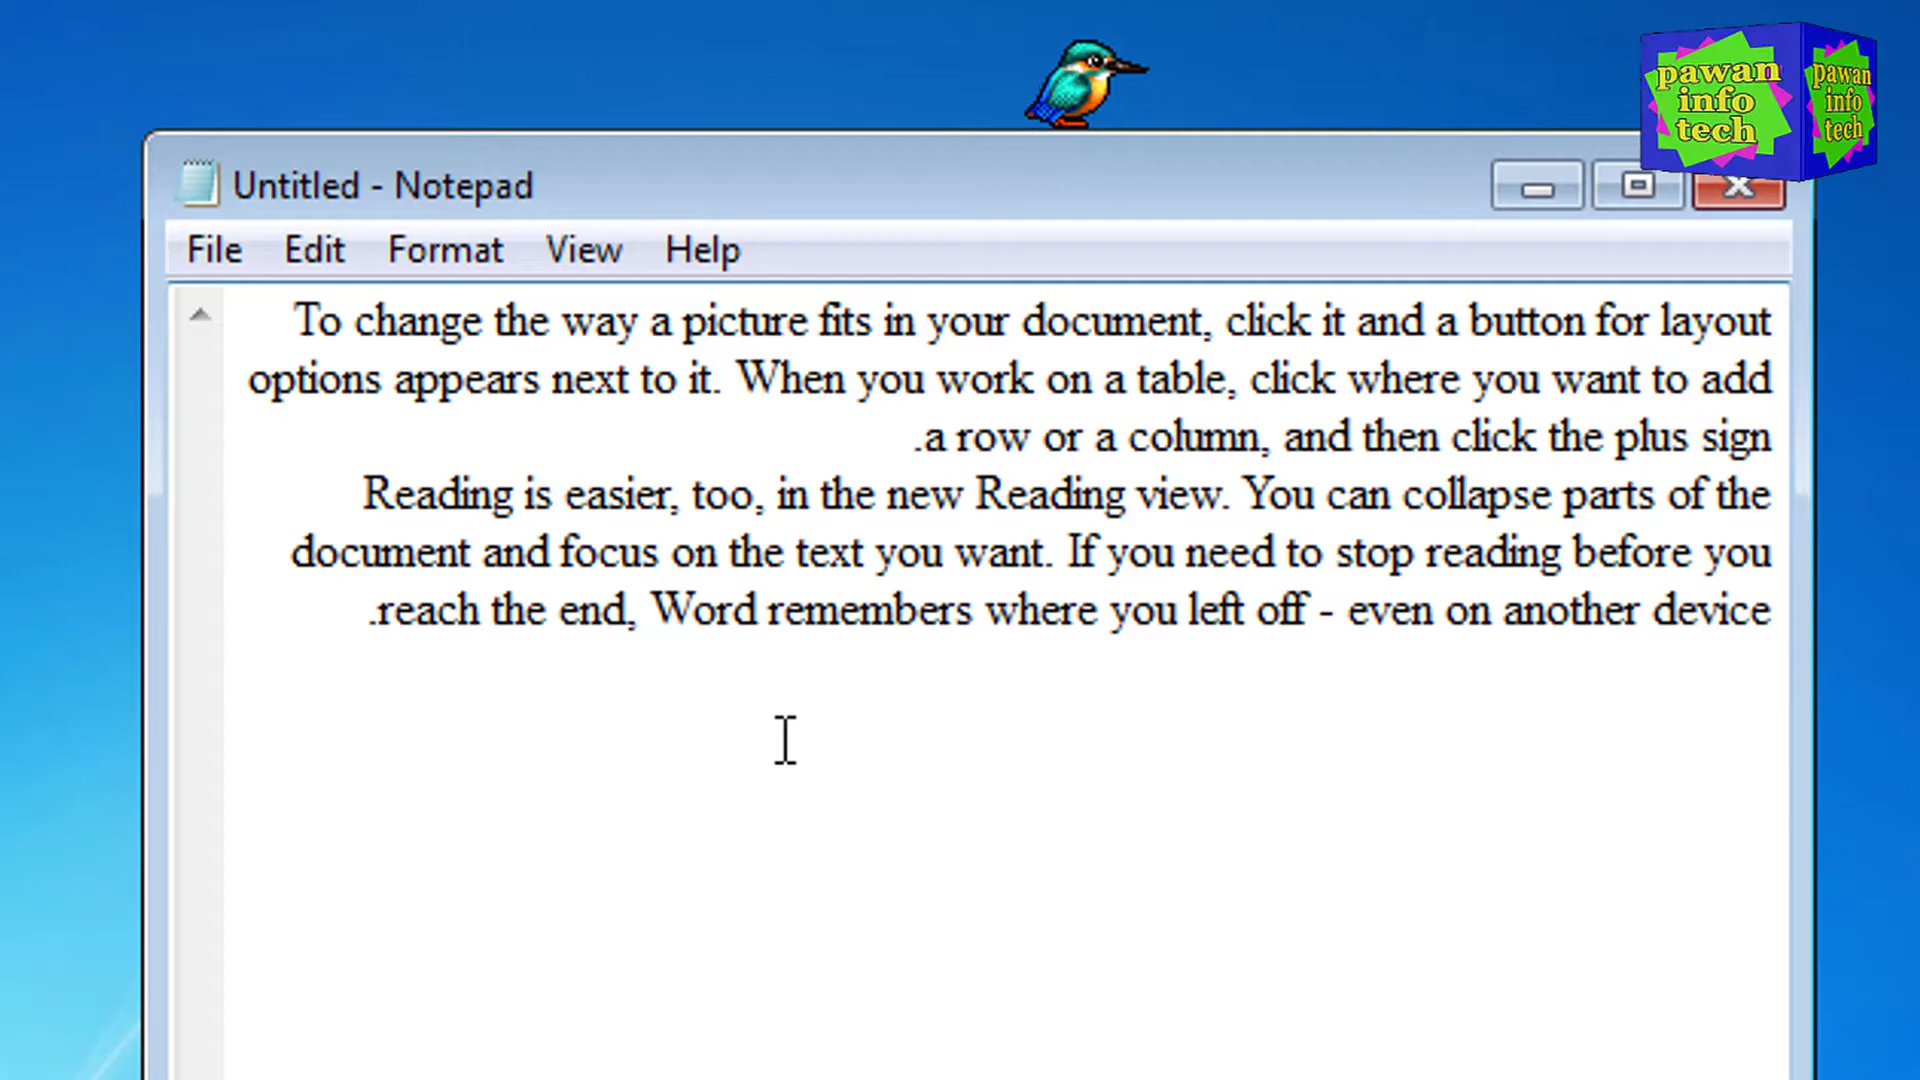 pawan
info
tech
pawan
info
tech
Untitled - Notepad
File Edit Format View Help
To change the way a picture fits in your document, click it and a button for layout
options appears next to it. When you work on a table, click where you want to add
.a row or a column, and then click the plus sign
Reading is easier, too, in the new Reading view. You can collapse parts of the
document and focus on the text you want. If you need to stop reading before you
.reach the end, Word remembers where you left off - even on another device